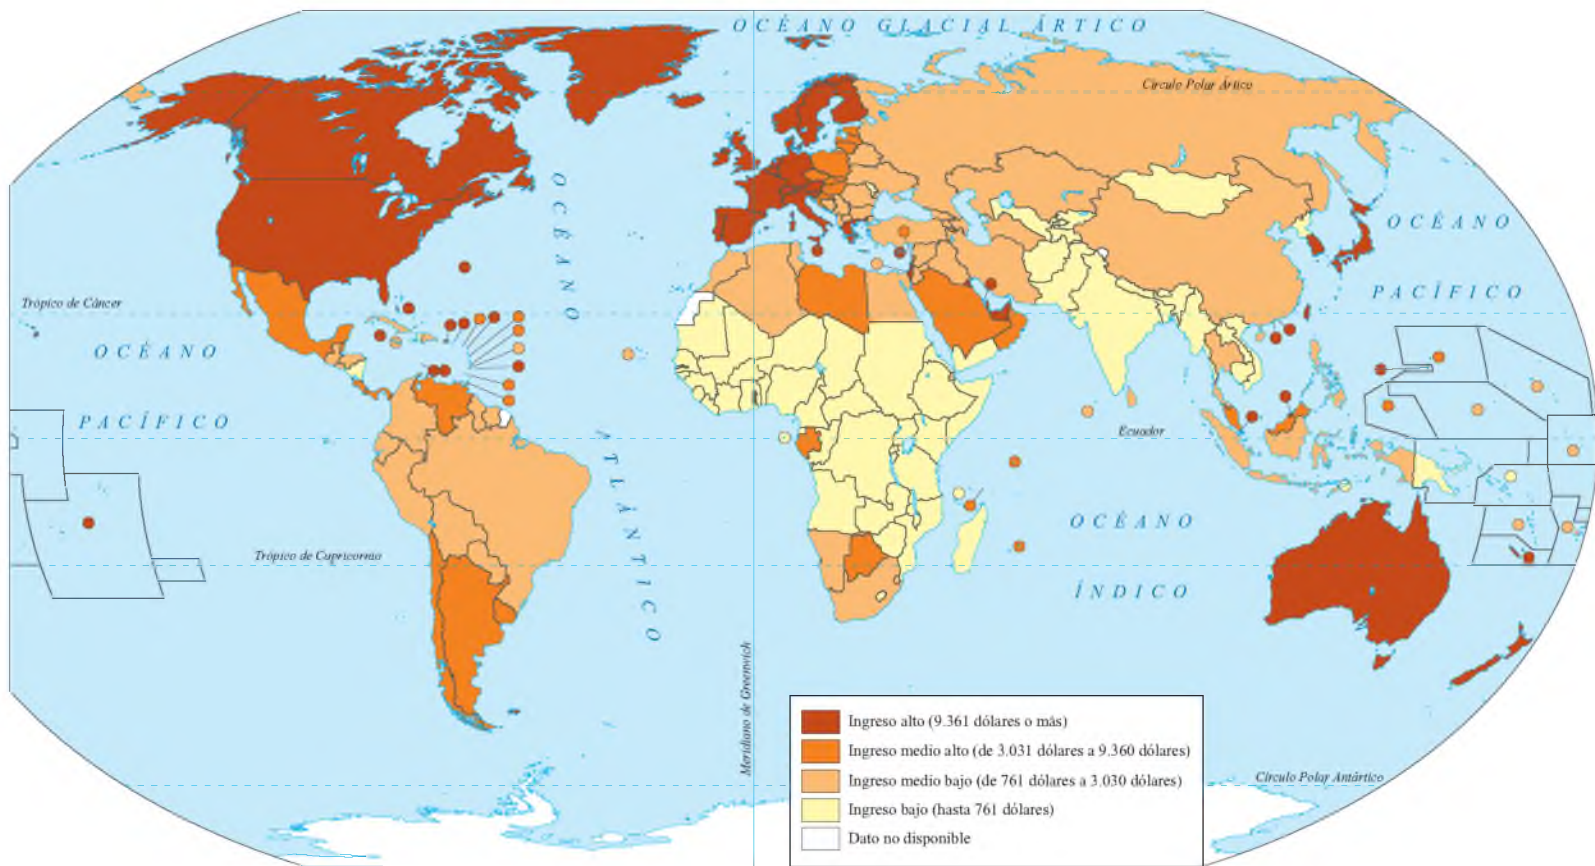 OCÉANO GLACIAL ÁRTICO
Círculo Polar Ártico
OCÉANO
OCÉANO
PACÍFICO
Trópico de Cáncer
OCÉANO
PACÍFICO
Ecuador
ATLÁNTICO
OCÉANO
ÍNDICO
Trópico de Capricornio
Meridiano de Greenwich
Círculo Polar Antártico
Ingreso alto (9.361 dólares o más)
Ingreso medio alto (de 3.031 dólares a 9.360 dólares)
Ingreso medio bajo (de 761 dólares a 3.030 dólares)
Ingreso bajo (hasta 761 dólares)
Dato no disponible